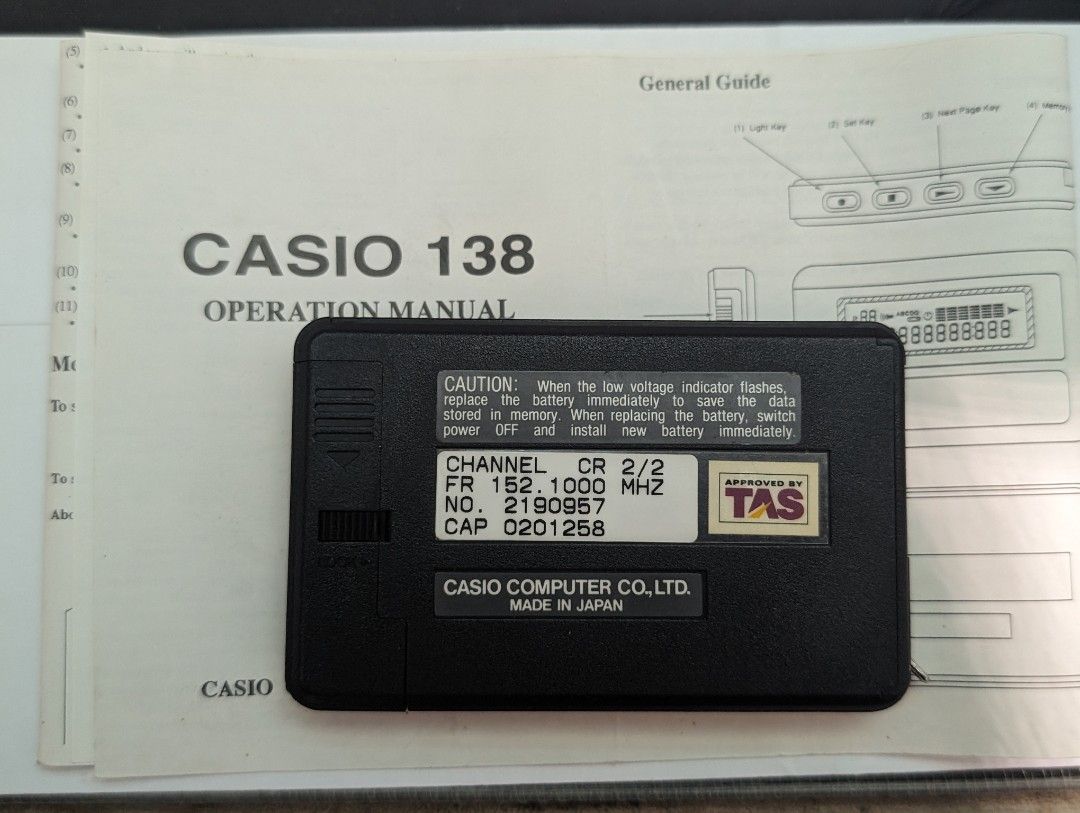 (5)
(6)
(7)
(8)
(9)
(10)
(11)
To
To
General Guide
(1) Light Key
(2) Set Key
(3) Next Page Key
(4) Memory
CASIO 138
OPERATION MANUAL
CASIO
CAUTION: When the low voltage indicator flashes,
replace the battery immediately to save the data
stored in memory. When replacing the battery, switch
power OFF and install new battery immediately.
CHANNEL CR 2/2
FR 152.1000 MHZ
NO. 2190957
CAP 0201258
APPROVED BY
TAS
CASIO COMPUTER CO., LTD.
MADE IN JAPAN